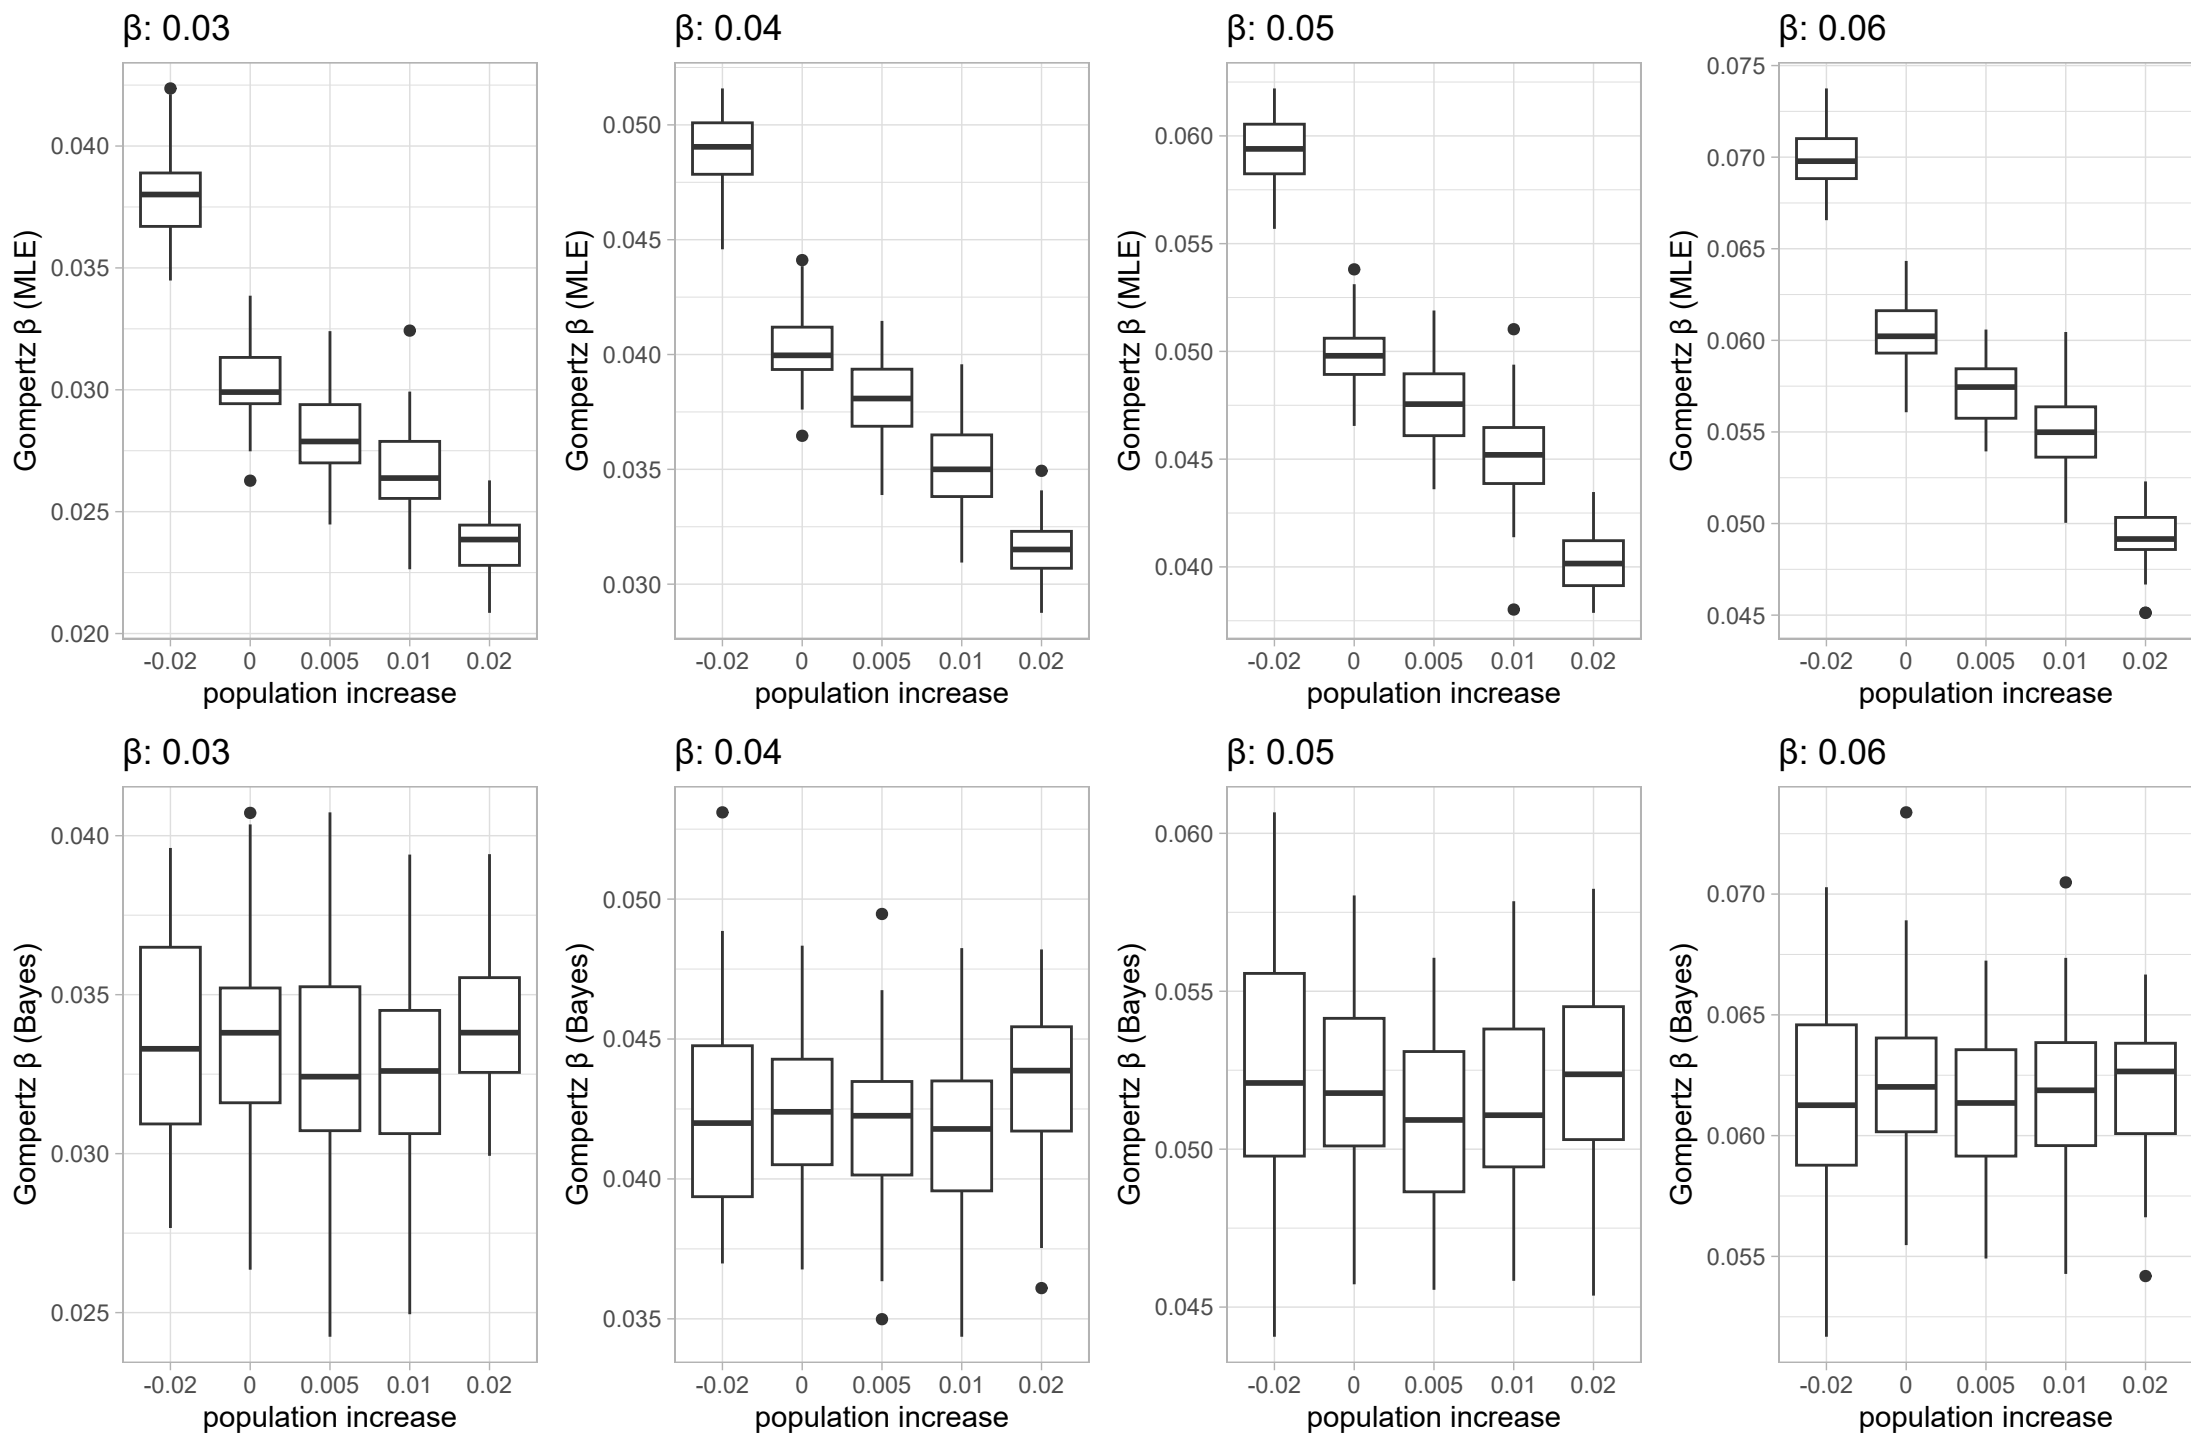 β: 0.03
0.040
0.035
0.030
0.025
0.020
Gompertz β (MLE)
-0.02 0 0.005 0.01 0.02
population increase
β: 0.04
0.050
0.045
0.040
0.035
0.030
Gompertz β (MLE)
-0.02 0 0.005 0.01 0.02
population increase
β: 0.05
0.060
0.055
0.050
0.045
0.040
Gompertz β (MLE)
-0.02 0 0.005 0.01 0.02
population increase
β: 0.06
0.075
0.070
0.065
0.060
0.055
0.050
0.045
Gompertz β (MLE)
-0.02 0 0.005 0.01 0.02
population increase
β: 0.03
0.040
0.035
0.030
0.025
Gompertz β (Bayes)
-0.02 0 0.005 0.01 0.02
population increase
β: 0.04
0.050
0.045
0.040
0.035
Gompertz β (Bayes)
-0.02 0 0.005 0.01 0.02
population increase
β: 0.05
0.060
0.055
0.050
0.045
Gompertz β (Bayes)
-0.02 0 0.005 0.01 0.02
population increase
β: 0.06
0.070
0.065
0.060
0.055
Gompertz β (Bayes)
-0.02 0 0.005 0.01 0.02
population increase